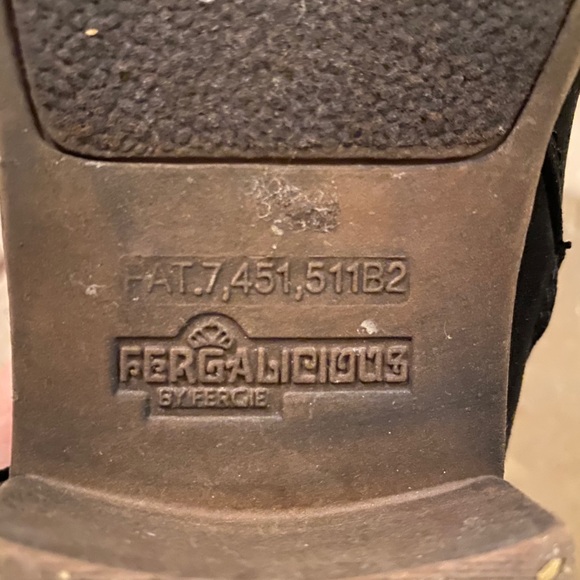 PAT.7,451,511B2
FERGALICIOUS
BY FERGIE